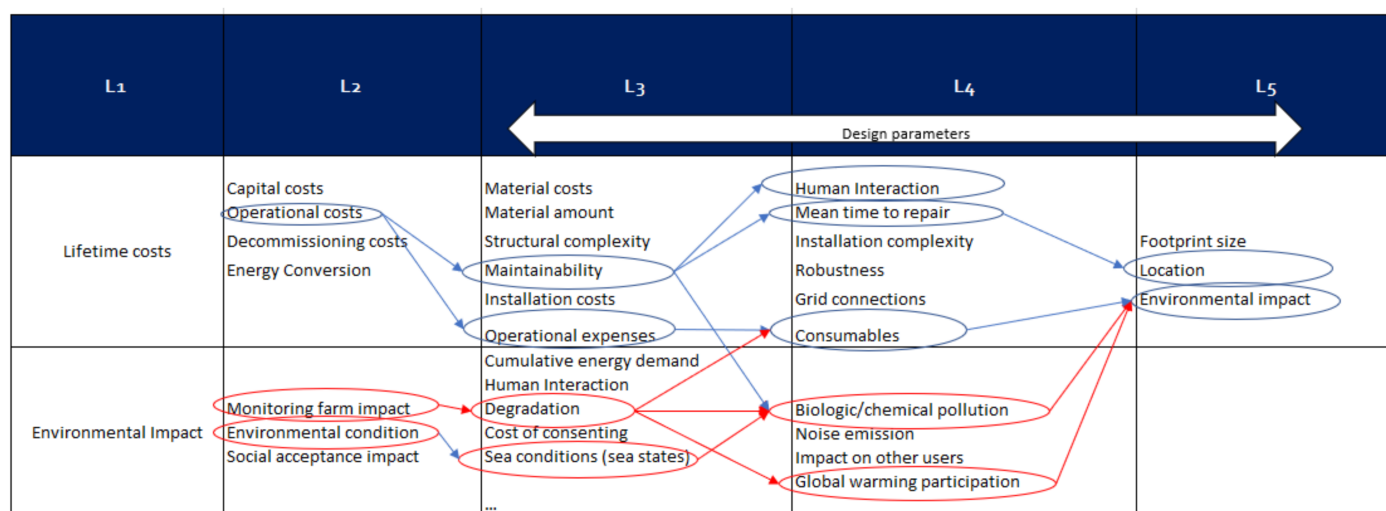 L1
L2
L3
L4
L5
Design parameters
Lifetime costs
Capital costs
Operational costs
Decommissioning costs
Energy Conversion
Material costs
Material amount
Structural complexity
Maintainability
Installation costs
Operational expenses
Human Interaction
Mean time to repair
Installation complexity
Robustness
Grid connections
Consumables
Footprint size
Location
Environmental impact
Environmental Impact
Monitoring farm impact
Environmental condition
Social acceptance impact
Cumulative energy demand
Human Interaction
Degradation
Cost of consenting
Sea conditions (sea states)
...
Biologic/chemical pollution
Noise emission
Impact on other users
Global warming participation